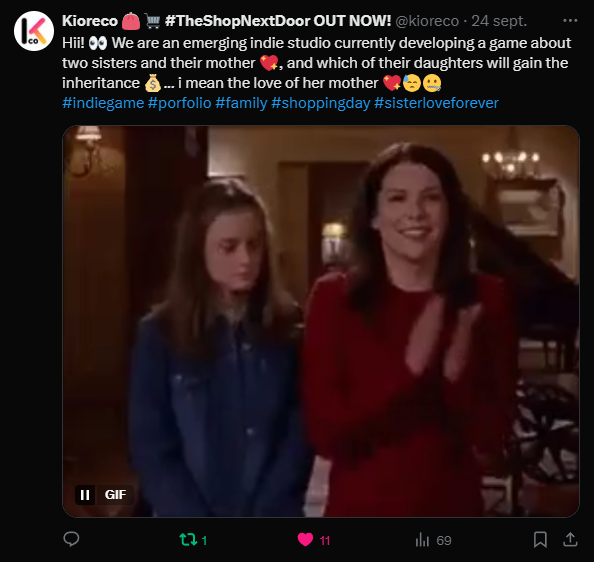 Kioreco 👛 🛒 #TheShopNextDoor OUT NOW! @kioreco · 24 sept.
Hii! 👀 We are an emerging indie studio currently developing a game about
two sisters and their mother 💖, and which of their daughters will gain the
inheritance 💰... i mean the love of her mother 💖😓🤐
#indiegame #porfolio #family #shoppingday #sisterloveforever
K
co
GIF
1
11
69